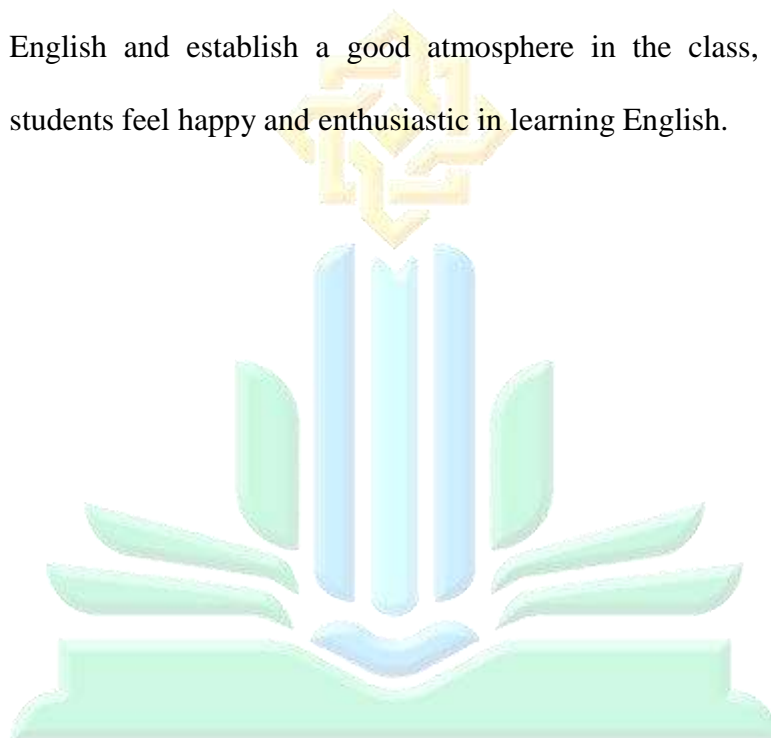 English and establish a good atmosphere in the class,
students feel happy and enthusiastic in learning English.